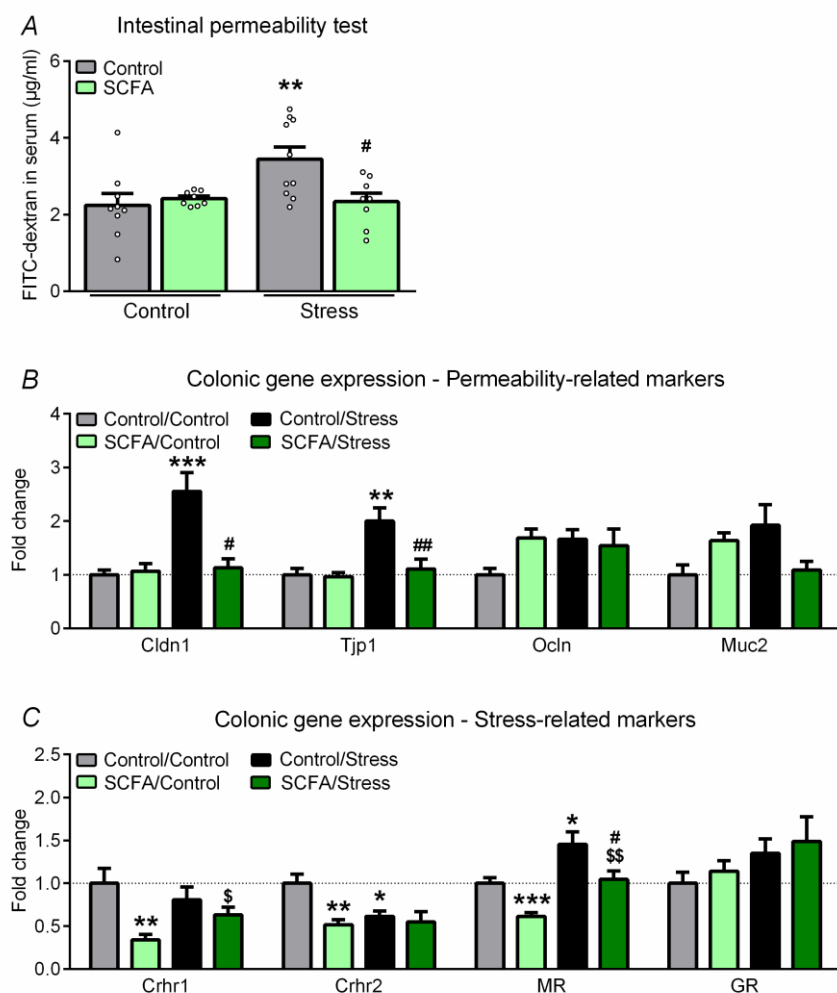 A Intestinal permeability test
FITC-dextran in serum (µg/ml)
6
4
2
0
Control
SCFA
**
#
Control Stress
B Colonic gene expression - Permeability-related markers
Fold change
4
3
2
1
0
Control/Control Control/Stress
SCFA/Control SCFA/Stress
***
#
**
##
Cldn1 Tjp1 Ocln Muc2
C Colonic gene expression - Stress-related markers
Fold change
2.5
2.0
1.5
1.0
0.5
0.0
Control/Control Control/Stress
SCFA/Control SCFA/Stress
**
$
**
*
***
*
#
$$
Crhr1 Crhr2 MR GR